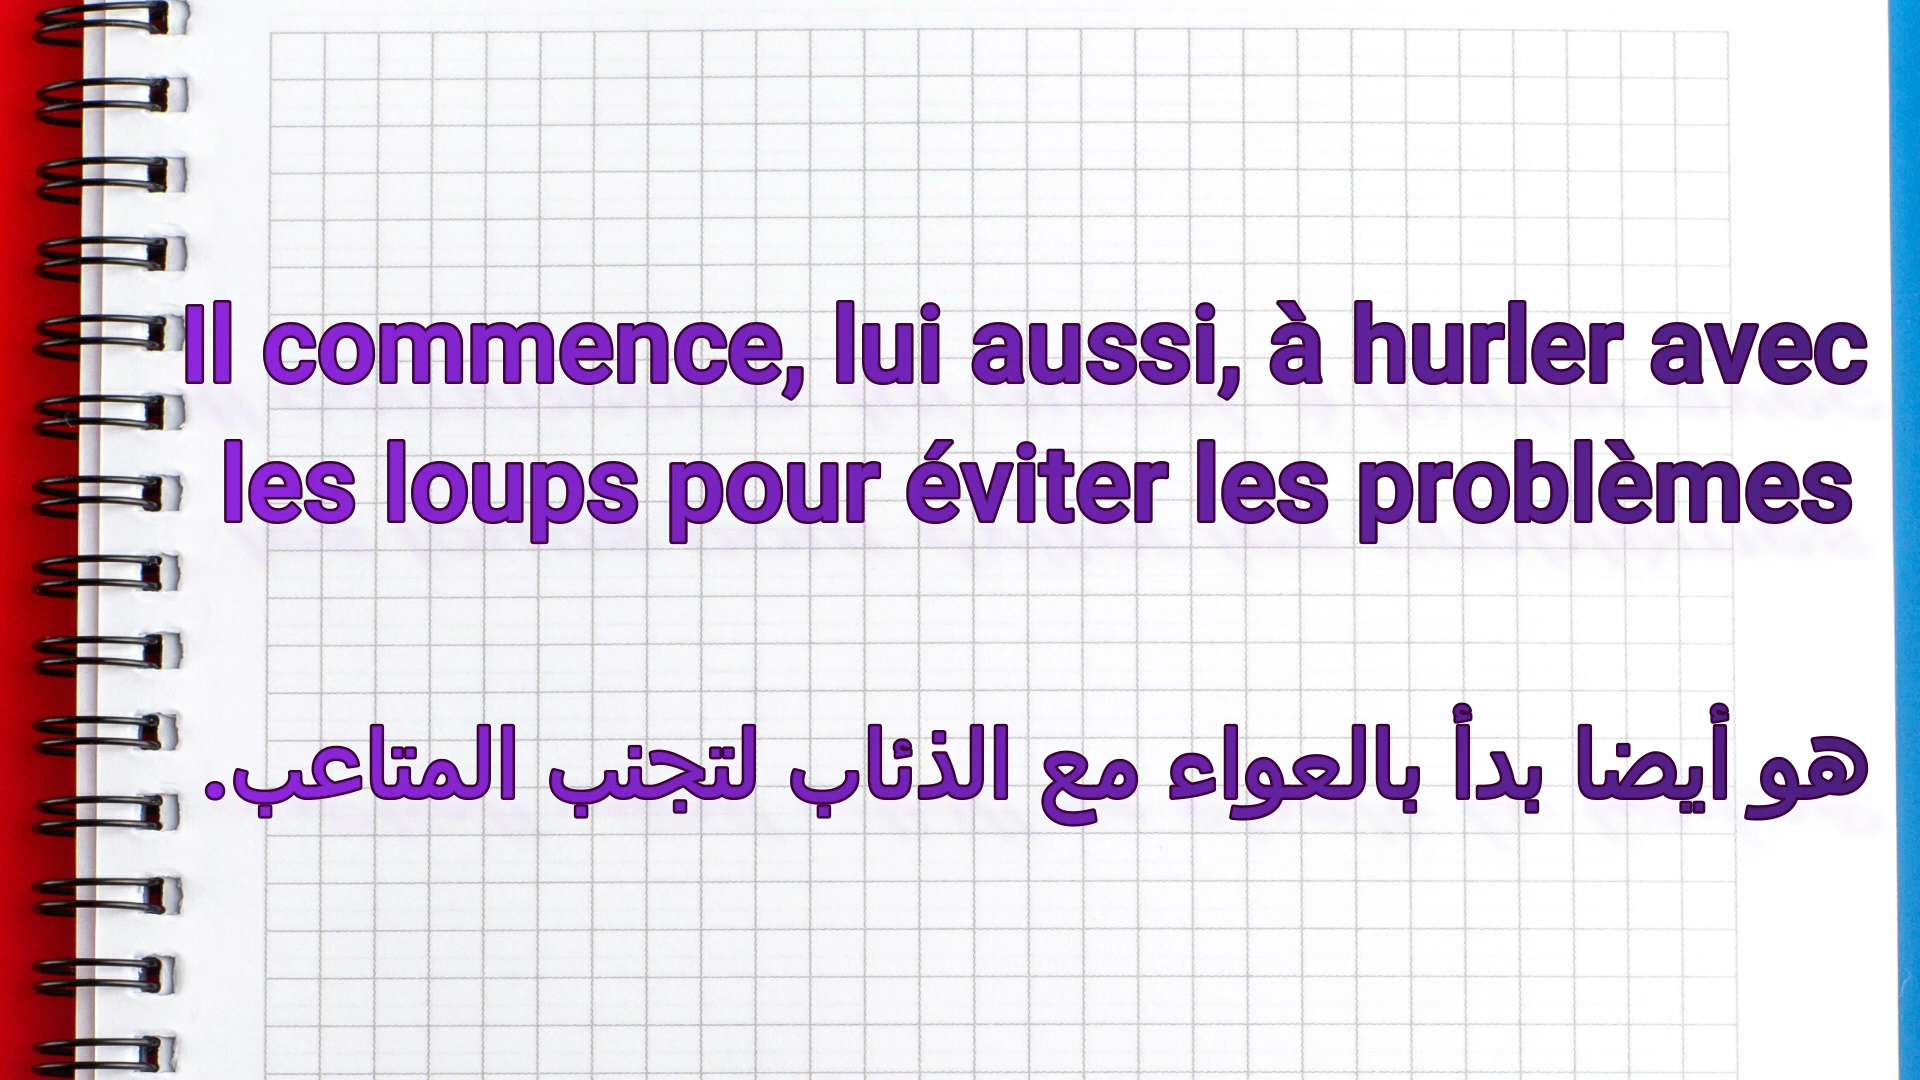 Il commence, lui aussi, à hurler avec
les loups pour éviter les problèmes
هو أيضا بدأ بالعواء مع الذئاب لتجنب المتاعب.